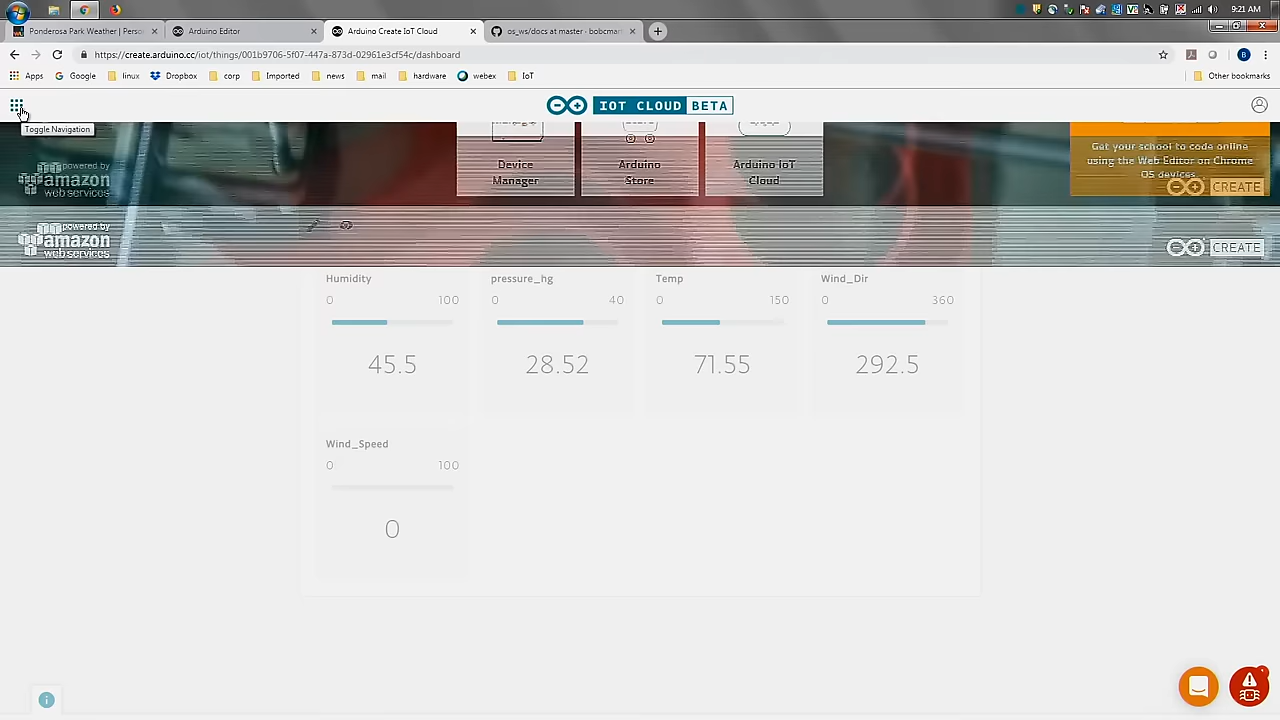 9:21 AM
Ponderosa Park Weather | Perso
Arduino Editor
Arduino Create IoT Cloud
os_ws/docs
master · bobcmar
https://create.arduino.cc/iot/things/001b9706-5f07-447a-873d-02961e3cf54c/dashboard
Apps
Google
linux
Dropbox
corp
Imported
news
mail
hardware
webex
IoT
Other bookmarks
IOT CLOUD BETA
Toggle Navigation
Device
Manager
Arduino
Store
Arduino IoT
Cloud
Get your school to code online
using the Web Editor on Chrome
OS devices
powered by
amazon
web services
CREATE
powered by
amazon
web services
CREATE
Humidity
0 100
45.5
pressure_hg
0 40
28.52
Temp
0 150
71.55
Wind_Dir
0 360
292.5
Wind_Speed
0 100
0